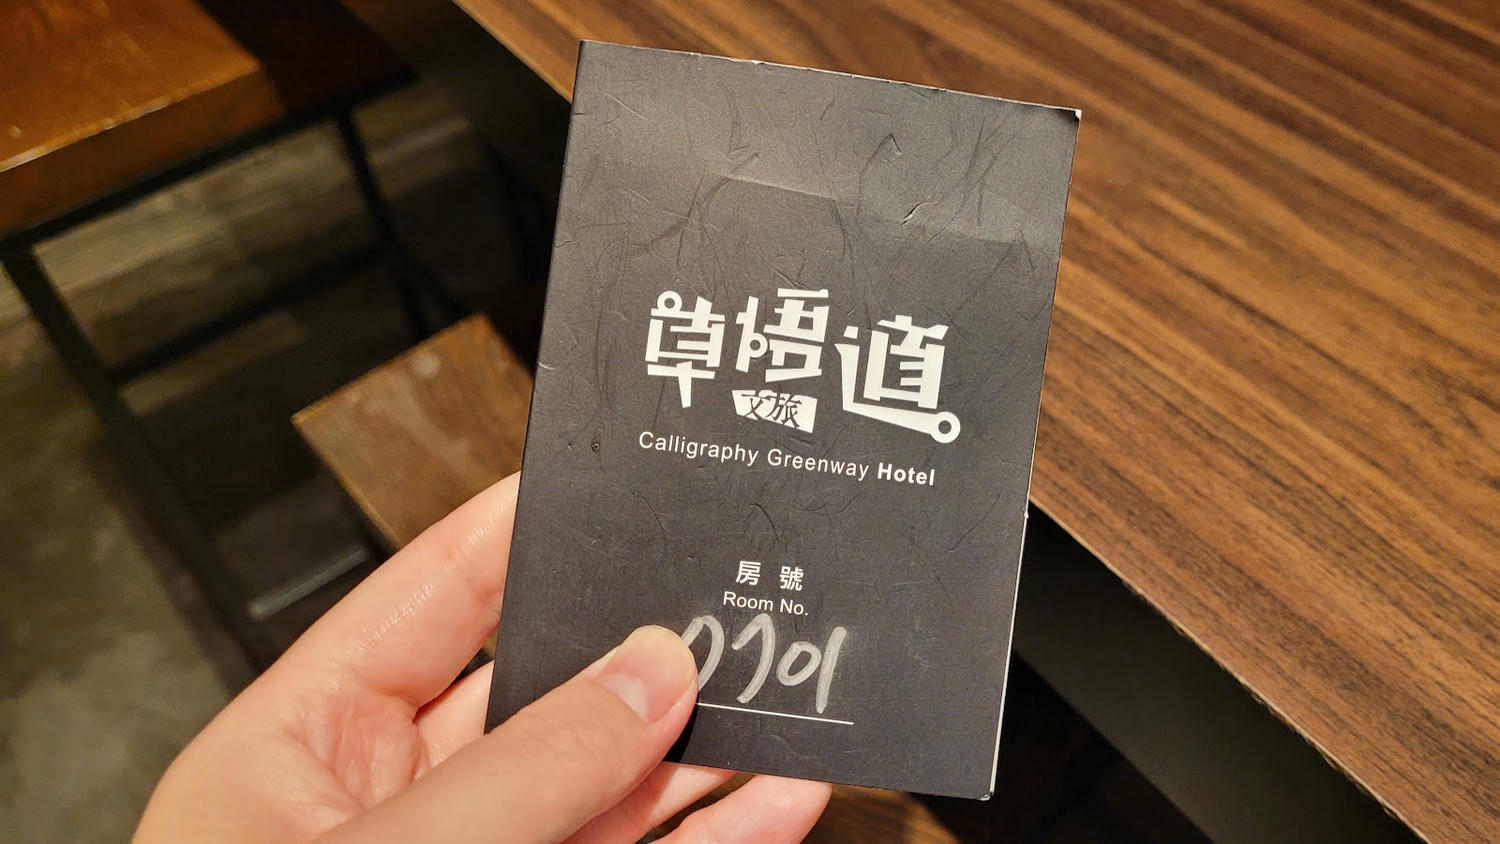 草悟道
文旅
Calligraphy Greenway Hotel
房號
Room No.
0701